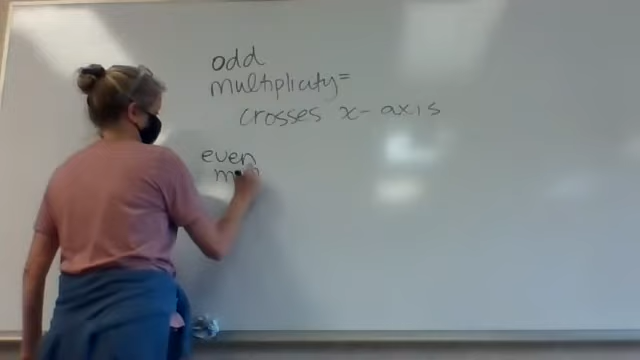 odd
multiplicity =
crosses x-axis
even